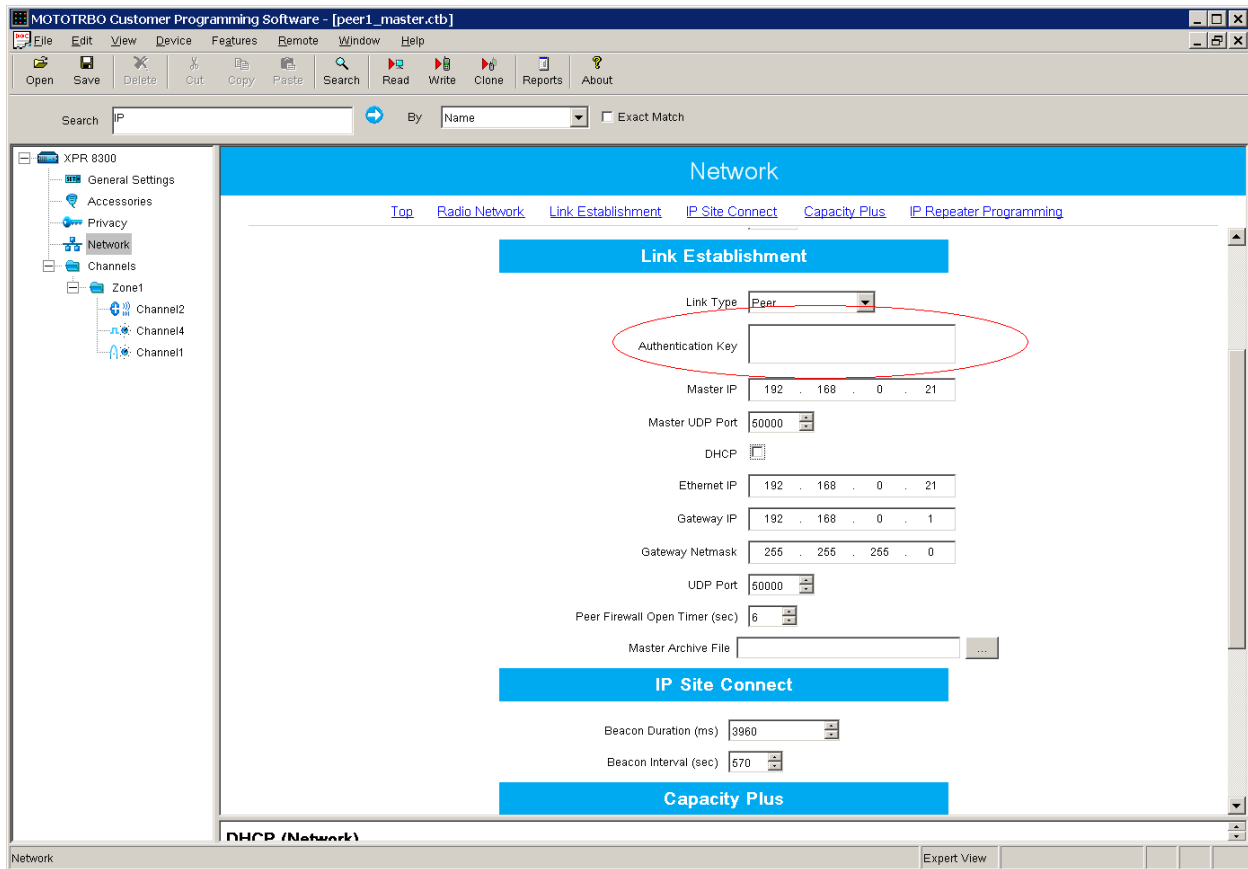 MOTOTRBO Customer Programming Software - [peer1_master.ctb]
File Edit View Device Features Remote Window Help
Open Save Delete Cut Copy Paste Search Read Write Clone Reports About
Search IP By Name Exact Match
XPR 8300
General Settings
Accessories
Privacy
Network
Channels
Zone1
Channel2
Channel4
Channel1
Network
Top Radio Network Link Establishment IP Site Connect Capacity Plus IP Repeater Programming
Link Establishment
Link Type Peer
Authentication Key
Master IP 192 . 168 . 0 . 21
Master UDP Port 50000
DHCP
Ethernet IP 192 . 168 . 0 . 21
Gateway IP 192 . 168 . 0 . 1
Gateway Netmask 255 . 255 . 255 . 0
UDP Port 50000
Peer Firewall Open Timer (sec) 6
Master Archive File ...
IP Site Connect
Beacon Duration (ms) 3960
Beacon Interval (sec) 570
Capacity Plus
DHCP (Network)
Network Expert View